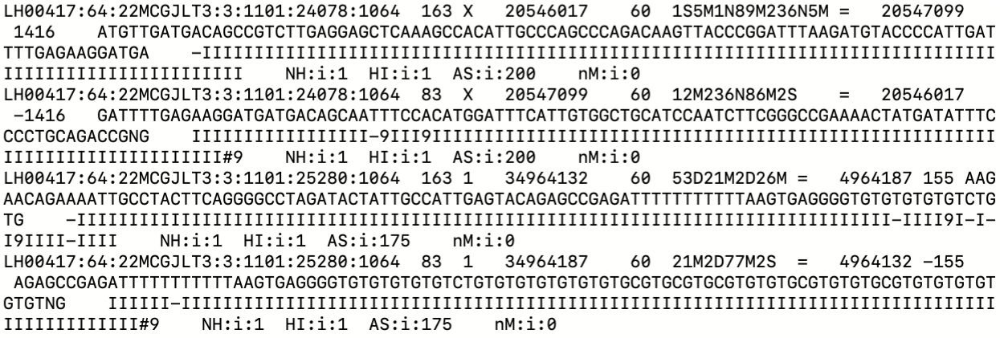 LH00417:64:22MCGJLT3:3:1101:24078:1064 163 X 20546017 60 1S5M1N89M236N5M = 20547099
1416 ATGTTGATGACAGCCGTCTTGAGGAGCTCAAAGCCACATTGCCCAGCCCAGACAAGTTACCCGGATTTAAGATGTACCCCATTGAT
TTTGAGAAGGATGA -IIIIIIIIIIIIIIIIIIIIIIIIIIIIIIIIIIIIIIIIIIIIIIIIIIIIIIIIIIIIIIIIIIIIIIIIIIII
IIIIIIIIIIIIIIIIIIIIIII NH:i:1 HI:i:1 AS:i:200 nM:i:0
LH00417:64:22MCGJLT3:3:1101:24078:1064 83 X 20547099 60 12M236N86M2S = 20546017
-1416 GATTTTGAGAAGGATGATGACAGCAATTTCCACATGGATTTCATTGTGGCTGCATCCAATCTTCGGGCCGAAAACTATGATATTTC
CCCTGCAGACCGNG IIIIIIIIIIIIIIIII-9III9IIIIIIIIIIIIIIIIIIIIIIIIIIIIIIIIIIIIIIIIIIIIIIIIIIIIII
IIIIIIIIIIIIIIIIIIIII#9 NH:i:1 HI:i:1 AS:i:200 nM:i:0
LH00417:64:22MCGJLT3:3:1101:25280:1064 163 1 34964132 60 53D21M2D26M = 4964187 155 AAG
AACAGAAAATTGCCTACTTCAGGGGCCTAGATACTATTGCCATTGAGTACAGAGCCGAGATTTTTTTTTTTAAGTGAGGGGTGTGTGTGTGTCTG
TG -IIIIIIIIIIIIIIIIIIIIIIIIIIIIIIIIIIIIIIIIIIIIIIIIIIIIIIIIIIIIIIIIIIIIIIIIIIIIII-IIII9I-I-
I9IIII-IIII NH:i:1 HI:i:1 AS:i:175 nM:i:0
LH00417:64:22MCGJLT3:3:1101:25280:1064 83 1 34964187 60 21M2D77M2S = 4964132 -155
AGAGCCGAGATTTTTTTTTTTAAGTGAGGGGTGTGTGTGTGTCTGTGTGTGTGTGTGTGTGCGTGCGTGCGTGTGTGCGTGTGTGCGTGTGTGTGT
GTGTNG IIIIII-IIIIIIIIIIIIIIIIIIIIIIIIIIIIIIIIIIIIIIIIIIIIIIIIIIIIIIIIIIIIIIIIIIIIIIIIIIIIII
IIIIIIIIIIIII#9 NH:i:1 HI:i:1 AS:i:175 nM:i:0